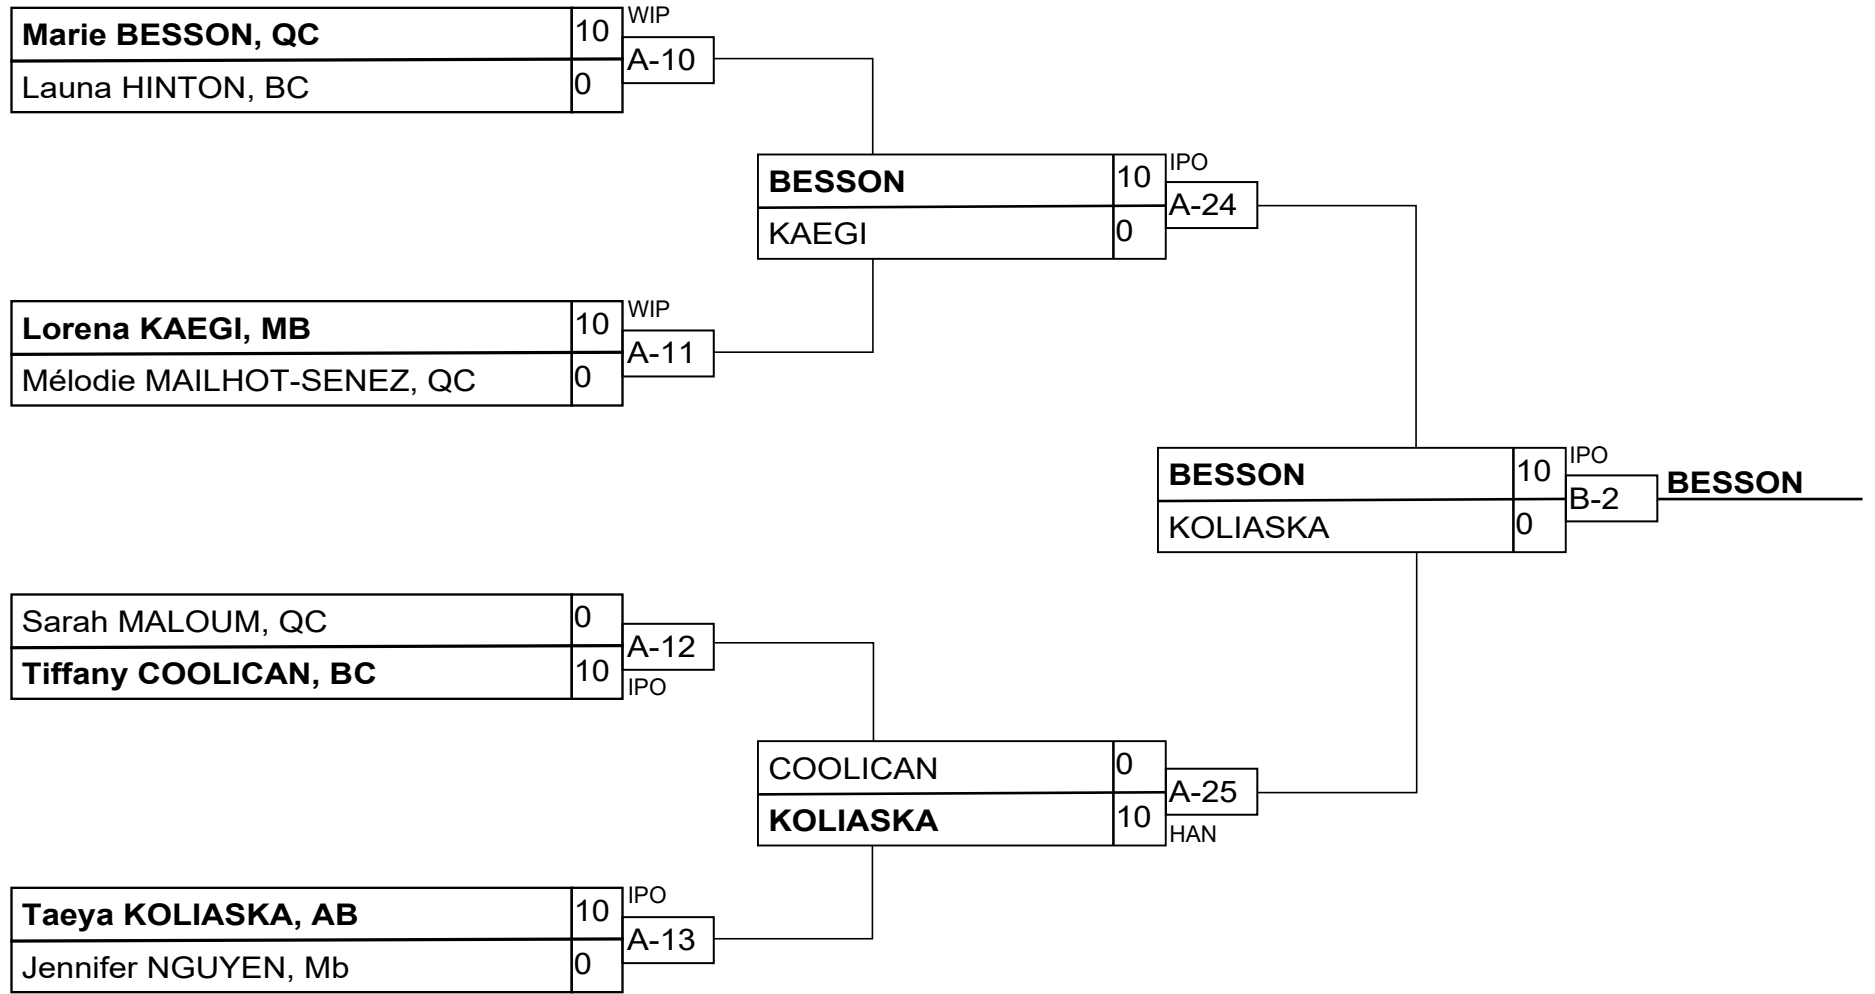 Marie BESSON, QC 10 WIP
A-10
Launa HINTON, BC 0
BESSON 10 IPO
A-24
KAEGI 0
Lorena KAEGI, MB 10 WIP
A-11
Mélodie MAILHOT-SENEZ, QC 0
BESSON 10 IPO
B-2 BESSON
KOLIASKA 0
Sarah MALOUM, QC 0
A-12
Tiffany COOLICAN, BC 10 IPO
COOLICAN 0
A-25
KOLIASKA 10 HAN
Taeya KOLIASKA, AB 10 IPO
A-13
Jennifer NGUYEN, Mb 0